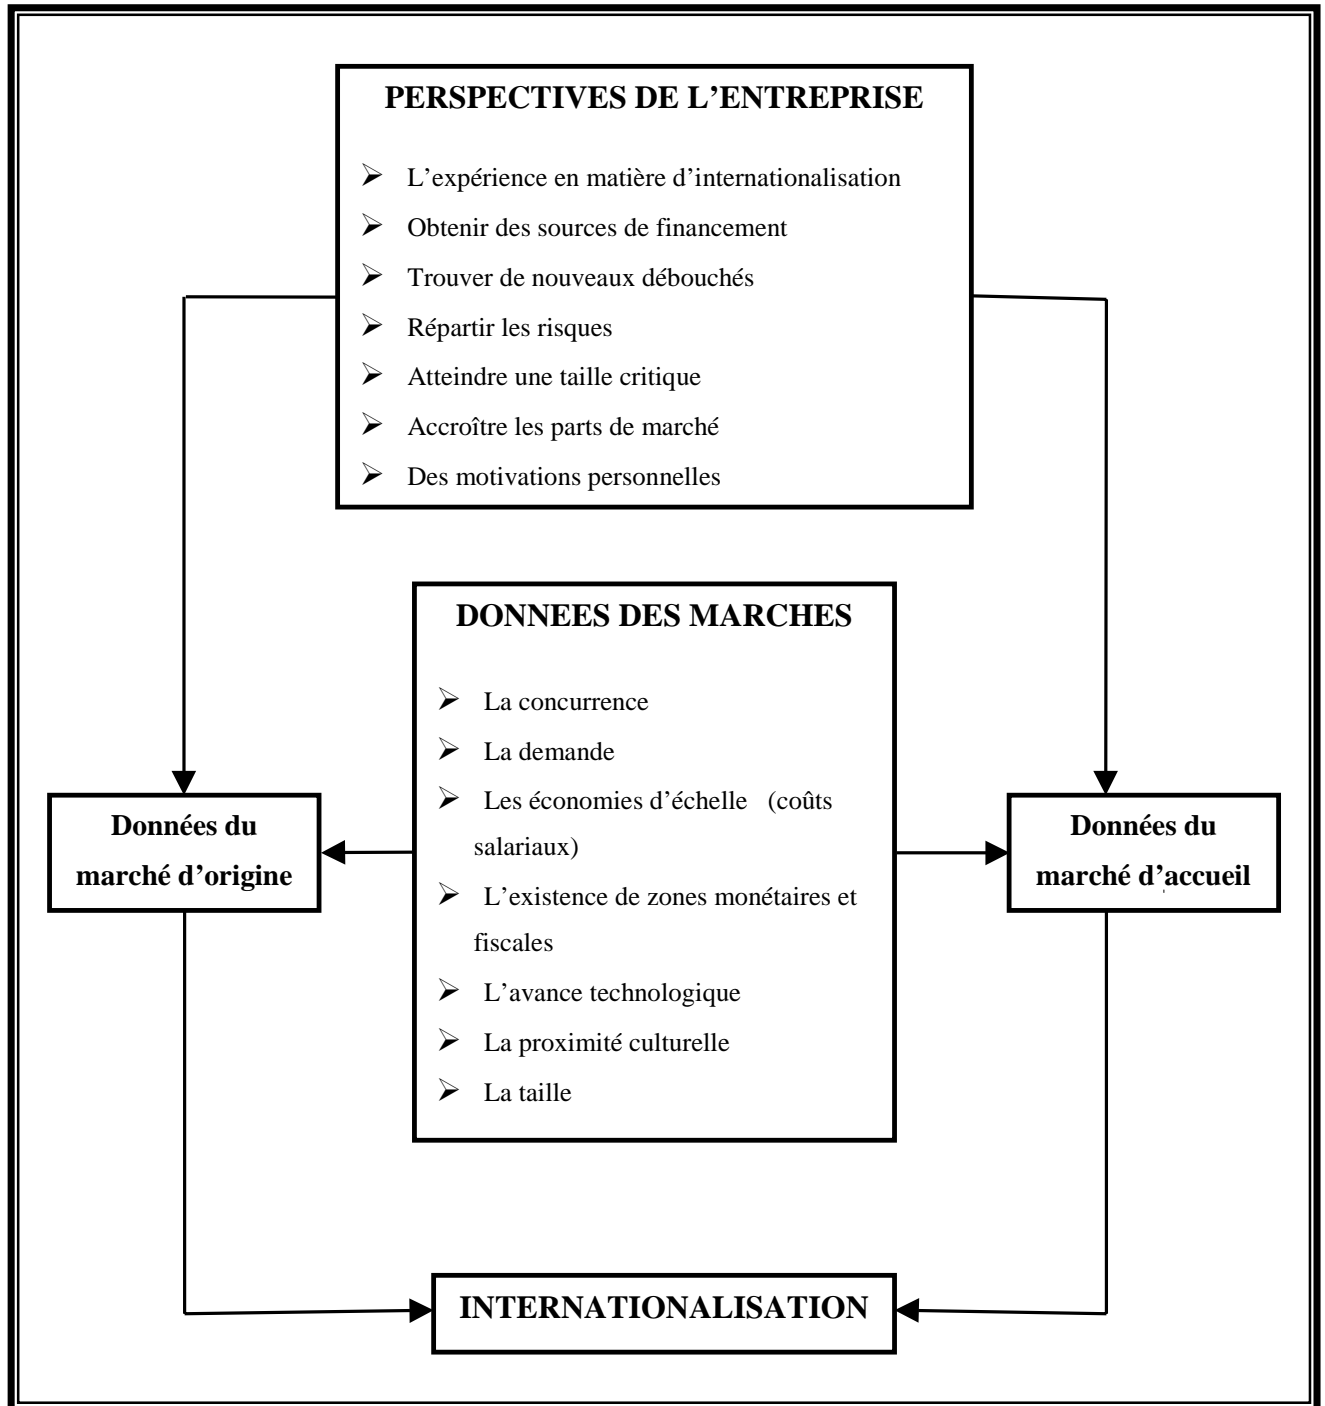 PERSPECTIVES DE L’ENTREPRISE
➢ L’expérience en matière d’internationalisation
➢ Obtenir des sources de financement
➢ Trouver de nouveaux débouchés
➢ Répartir les risques
➢ Atteindre une taille critique
➢ Accroître les parts de marché
➢ Des motivations personnelles
DONNEES DES MARCHES
➢ La concurrence
➢ La demande
➢ Les économies d’échelle (coûts
salariaux)
➢ L’existence de zones monétaires et
fiscales
➢ L’avance technologique
➢ La proximité culturelle
➢ La taille
Données du
marché d’origine
Données du
marché d’accueil
INTERNATIONALISATION